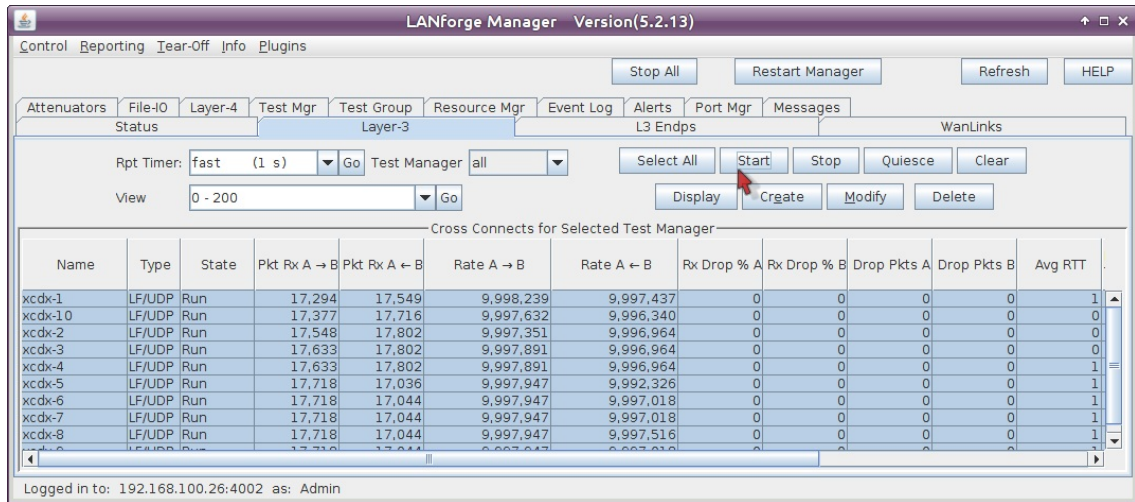 LANforge Manager Version(5.2.13)
Control Reporting Tear-Off Info Plugins
Stop All Restart Manager Refresh HELP
Attenuators File-IO Layer-4 Test Mgr Test Group Resource Mgr Event Log Alerts Port Mgr Messages
Status Layer-3 L3 Endps WanLinks
Rpt Timer: fast (1 s) Go Test Manager all Select All Start Stop Quiesce Clear
View 0 - 200 Go Display Create Modify Delete
Cross Connects for Selected Test Manager
Name Type State Pkt Rx A → B Pkt Rx A ← B Rate A → B Rate A ← B Rx Drop % A Rx Drop % B Drop Pkts A Drop Pkts B Avg RTT
xcdx-1 LF/UDP Run 17,294 17,549 9,998,239 9,997,437 0 0 0 0 1
xcdx-10 LF/UDP Run 17,377 17,716 9,997,632 9,996,340 0 0 0 0 0
xcdx-2 LF/UDP Run 17,548 17,802 9,997,351 9,996,964 0 0 0 0 0
xcdx-3 LF/UDP Run 17,633 17,802 9,997,891 9,996,964 0 0 0 0 0
xcdx-4 LF/UDP Run 17,633 17,802 9,997,891 9,996,964 0 0 0 0 1
xcdx-5 LF/UDP Run 17,718 17,036 9,997,947 9,992,326 0 0 0 0 1
xcdx-6 LF/UDP Run 17,718 17,044 9,997,947 9,997,018 0 0 0 0 1
xcdx-7 LF/UDP Run 17,718 17,044 9,997,947 9,997,018 0 0 0 0 1
xcdx-8 LF/UDP Run 17,718 17,044 9,997,947 9,997,516 0 0 0 0 1
Logged in to: 192.168.100.26:4002 as: Admin